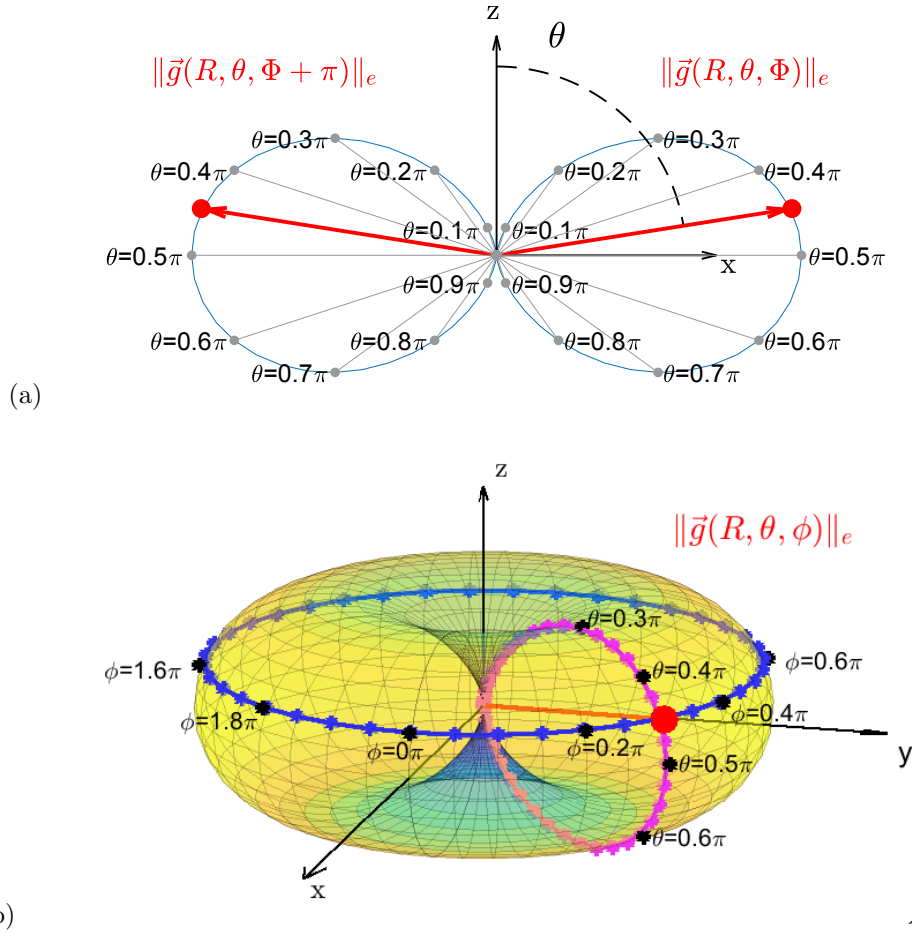 z
θ
‖g⃗(R, θ, Φ + π)‖ₑ
‖g⃗(R, θ, Φ)‖ₑ
θ=0.3π θ=0.3π
θ=0.4π θ=0.2π θ=0.2π θ=0.4π
θ=0.1π θ=0.1π
θ=0.5π x θ=0.5π
θ=0.9π θ=0.9π
θ=0.6π θ=0.8π θ=0.8π θ=0.6π
θ=0.7π θ=0.7π
(a)
z
‖g⃗(R, θ, ϕ)‖ₑ
θ=0.3π
ϕ=1.6π θ=0.4π ϕ=0.6π
ϕ=1.8π ϕ=0π ϕ=0.2π ϕ=0.4π
y
θ=0.5π
θ=0.6π
x
)